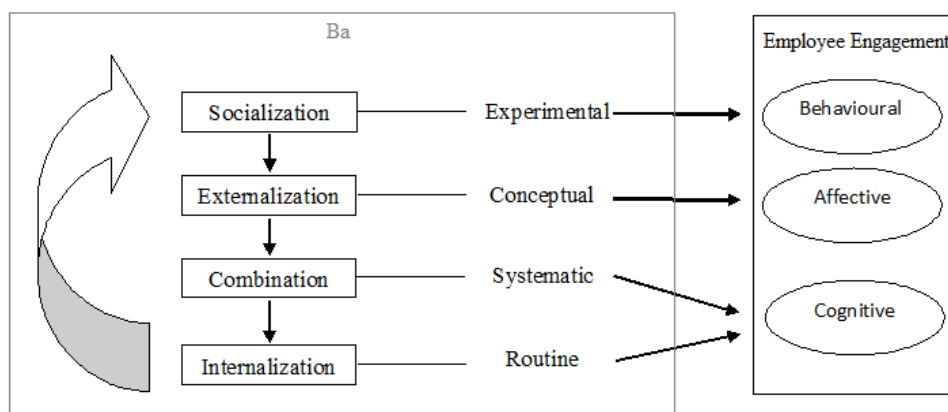 Ba
Employee Engagement
Socialization
Experimental
Behavioural
Externalization
Conceptual
Affective
Combination
Systematic
Cognitive
Internalization
Routine